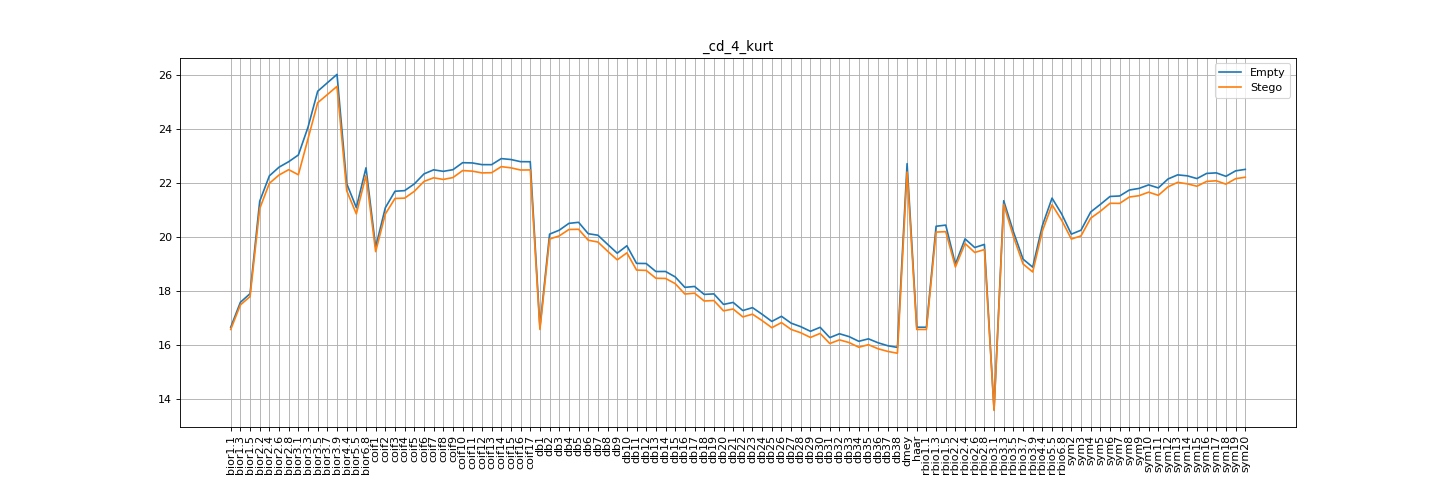 _cd_4_kurt
Empty
Stego
26
24
22
20
18
16
14
bior1.1
bior1.3
bior1.5
bior2.2
bior2.4
bior2.6
bior2.8
bior3.1
bior3.3
bior3.5
bior3.7
bior3.9
bior4.4
bior5.5
bior6.8
coif1
coif2
coif3
coif4
coif5
coif6
coif7
coif8
coif9
coif10
coif11
coif12
coif13
coif14
coif15
coif16
coif17
db1
db2
db3
db4
db5
db6
db7
db8
db9
db10
db11
db12
db13
db14
db15
db16
db17
db18
db19
db20
db21
db22
db23
db24
db25
db26
db27
db28
db29
db30
db31
db32
db33
db34
db35
db36
db37
db38
dmey
haar
rbio1.1
rbio1.3
rbio1.5
rbio2.2
rbio2.4
rbio2.6
rbio2.8
rbio3.1
rbio3.3
rbio3.5
rbio3.7
rbio3.9
rbio4.4
rbio5.5
rbio6.8
sym2
sym3
sym4
sym5
sym6
sym7
sym8
sym9
sym10
sym11
sym12
sym13
sym14
sym15
sym16
sym17
sym18
sym19
sym20